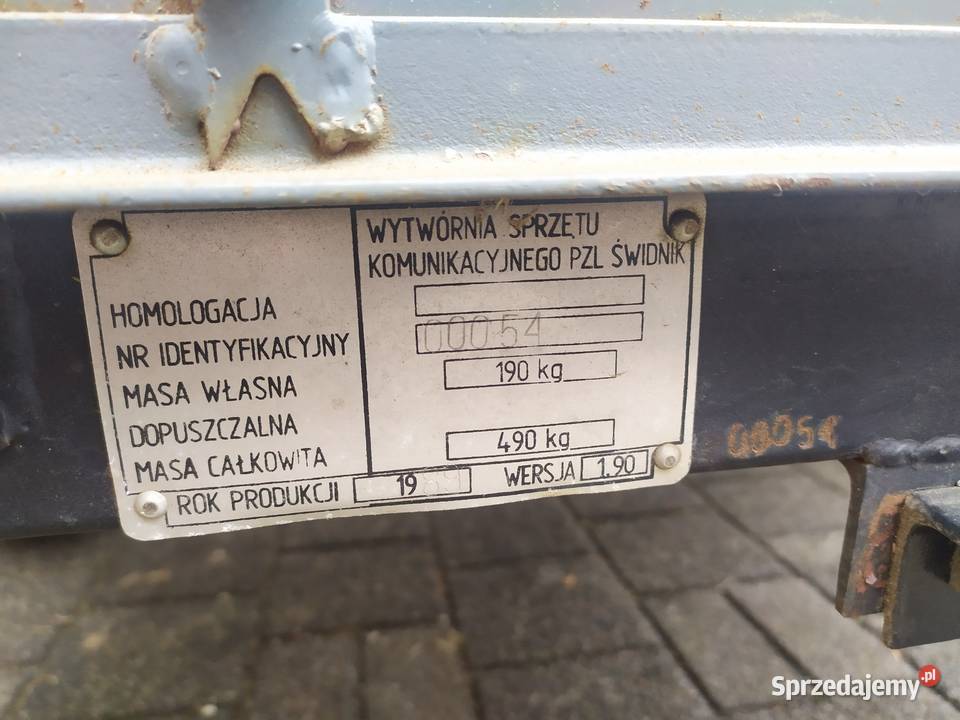 WYTWÓRNIA SPRZĘTU
KOMUNIKACYJNEGO PZL ŚWIDNIK
HOMOLOGACJA
NR IDENTYFIKACYJNY 00054
MASA WŁASNA 190 kg
DOPUSZCZALNA
MASA CAŁKOWITA 490 kg
ROK PRODUKCJI 19 WERSJA 1.90
00054
Sprzedajemy.pl